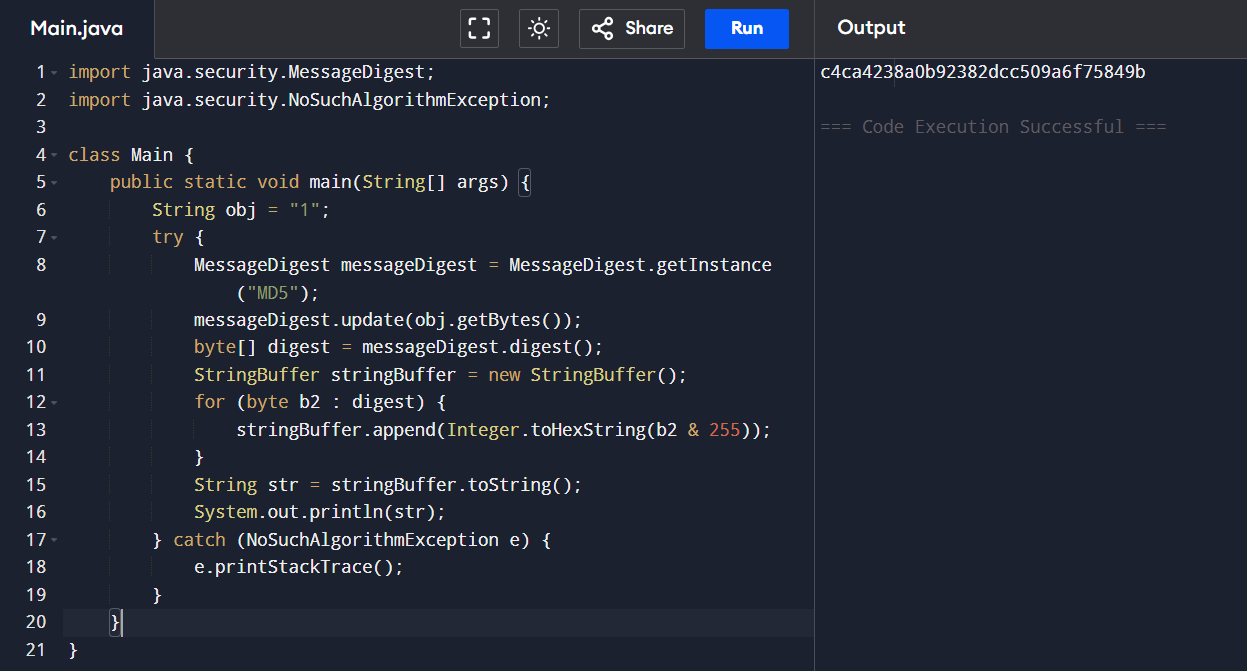 Main.java Share Run Output
1 import java.security.MessageDigest;
2 import java.security.NoSuchAlgorithmException;
3
4 class Main {
5 public static void main(String[] args) {
6 String obj = "1";
7 try {
8 MessageDigest messageDigest = MessageDigest.getInstance
("MD5");
9 messageDigest.update(obj.getBytes());
10 byte[] digest = messageDigest.digest();
11 StringBuffer stringBuffer = new StringBuffer();
12 for (byte b2 : digest) {
13 stringBuffer.append(Integer.toHexString(b2 & 255));
14 }
15 String str = stringBuffer.toString();
16 System.out.println(str);
17 } catch (NoSuchAlgorithmException e) {
18 e.printStackTrace();
19 }
20 }
21 }
c4ca4238a0b92382dcc509a6f75849b
=== Code Execution Successful ===